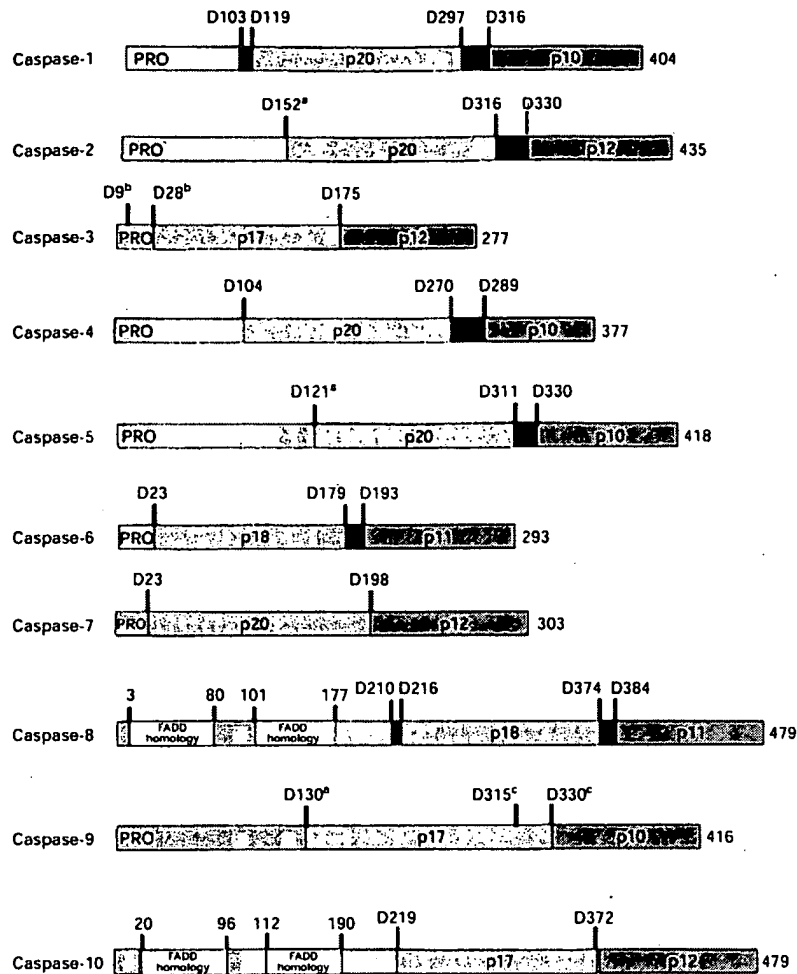 D103 D119 D297 D316
Caspase-1 PRO p20 p10 404
D152ª D316 D330
Caspase-2 PRO p20 p12 435
D9ᵇ D28ᵇ D175
Caspase-3 PRO p17 p12 277
D104 D270 D289
Caspase-4 PRO p20 p10 377
D121ª D311 D330
Caspase-5 PRO p20 p10 418
D23 D179 D193
Caspase-6 PRO p18 p11 293
D23 D198
Caspase-7 PRO p20 p12 303
3 80 101 177 D210 D216 D374 D384
Caspase-8 FADD homology FADD homology p18 p11 479
D130ª D315ᶜ D330ᶜ
Caspase-9 PRO p17 p10 416
20 96 112 190 D219 D372
Caspase-10 FADD homology FADD homology p17 p12 479